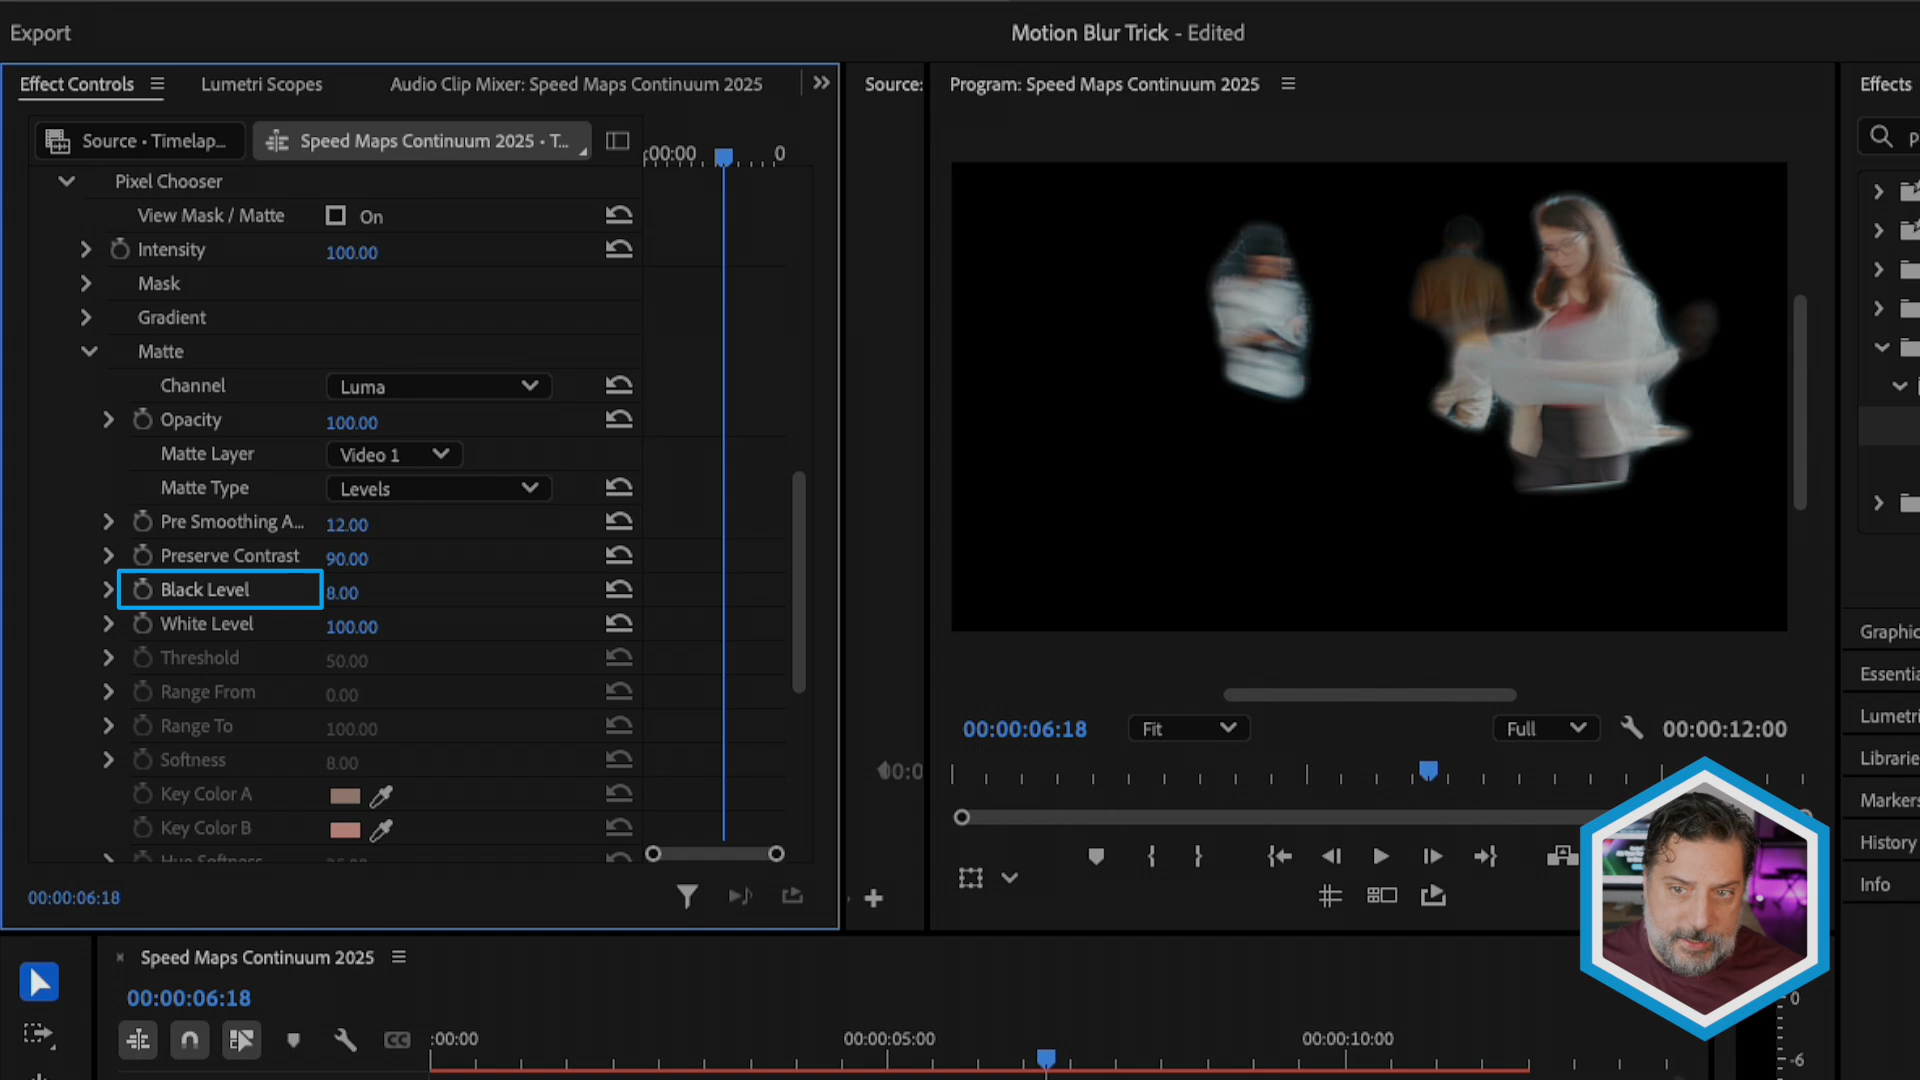 Export
Motion Blur Trick - Edited
Effect Controls
Lumetri Scopes
Audio Clip Mixer: Speed Maps Continuum 2025
Source:
Program: Speed Maps Continuum 2025
Effects
Source • Timelap...
Speed Maps Continuum 2025 • T...
:00:00
0
Pixel Chooser
View Mask / Matte
On
Intensity
100.00
Mask
Gradient
Matte
Channel
Luma
Opacity
100.00
Matte Layer
Video 1
Matte Type
Levels
Pre Smoothing A...
12.00
Preserve Contrast
90.00
Black Level
8.00
White Level
100.00
Threshold
50.00
Range From
0.00
Range To
100.00
Softness
8.00
Key Color A
Key Color B
00:00:06:18
00:00:06:18
Fit
Full
00:00:12:00
Graphic
Essentia
Lumetri
Librarie
Markers
History
Info
Speed Maps Continuum 2025
00:00:06:18
CC
:00:00
00:00:05:00
00:00:10:00
0
-6